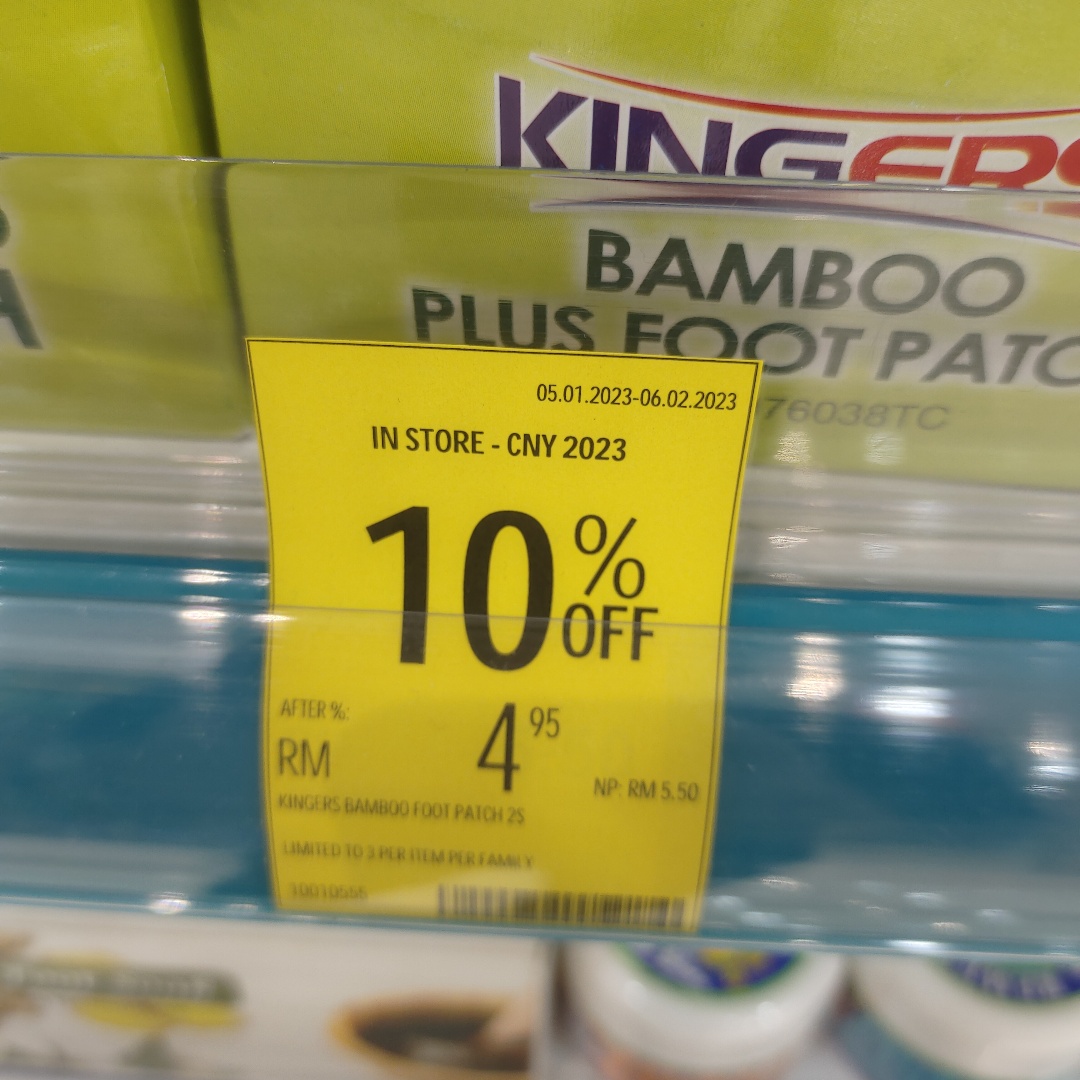 KINGERS
BAMBOO
PLUS FOOT PATC
76038TC
A
05.01.2023-06.02.2023
IN STORE - CNY 2023
10%
OFF
AFTER %:
RM 4 95
NP: RM 5.50
KINGERS BAMBOO FOOT PATCH 2S
LIMITED TO 3 PER ITEM PER FAMILY